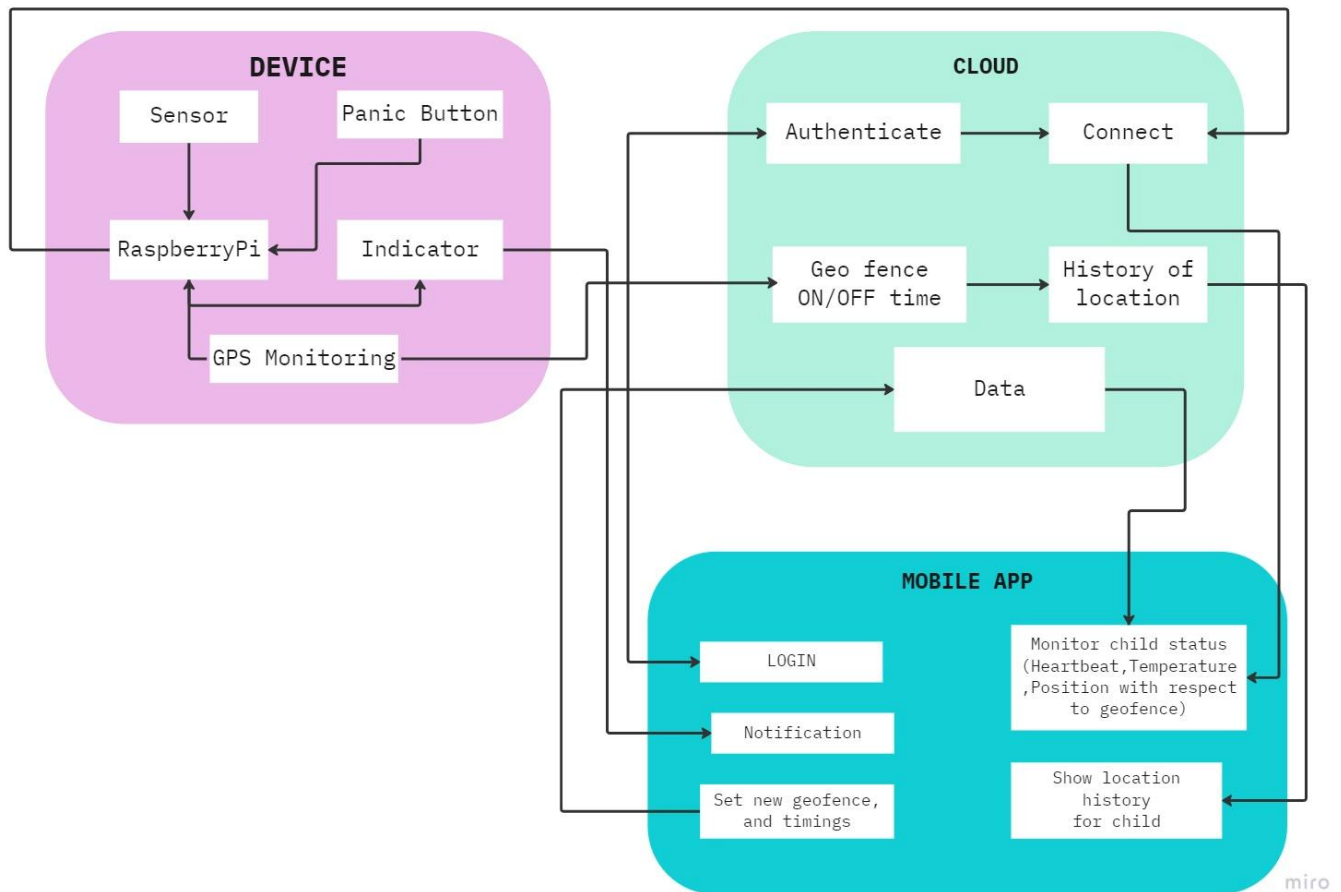 DEVICE
Sensor
Panic Button
RaspberryPi
Indicator
GPS Monitoring
CLOUD
Authenticate
Connect
Geo fence
ON/OFF time
History of
location
Data
MOBILE APP
LOGIN
Notification
Set new geofence,
and timings
Monitor child status
(Heartbeat,Temperature
,Position with respect
to geofence)
Show location
history
for child
miro